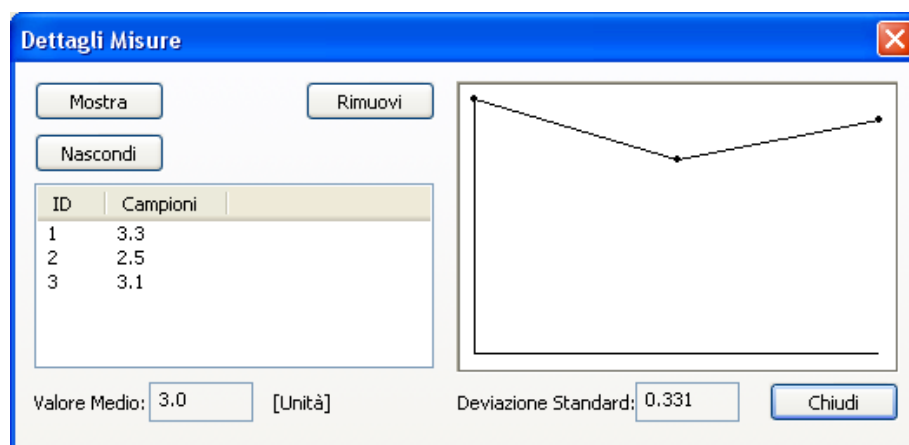 Dettagli Misure
Mostra
Rimuovi
Nascondi
ID Campioni
1 3.3
2 2.5
3 3.1
Valore Medio: 3.0 [Unità] Deviazione Standard: 0.331 Chiudi